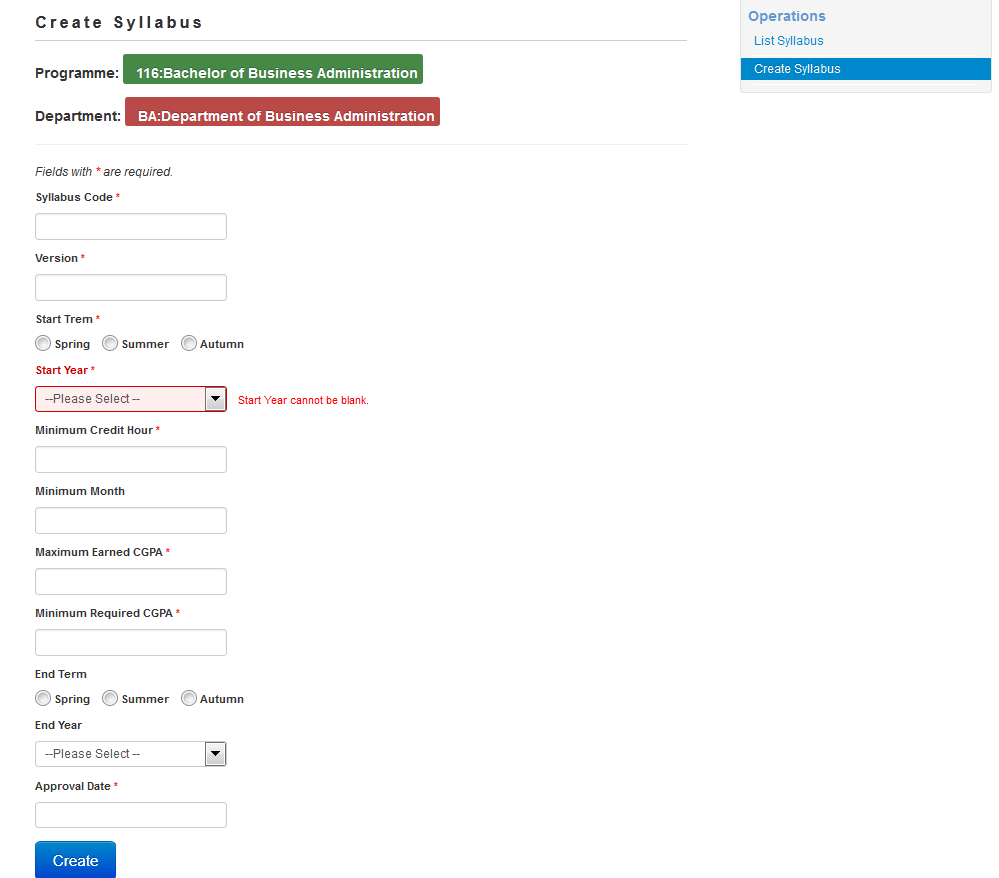 Create Syllabus
Programme: 116:Bachelor of Business Administration
Department: BA:Department of Business Administration
Fields with * are required.
Syllabus Code *
Version *
Start Trem *
Spring Summer Autumn
Start Year *
--Please Select -- Start Year cannot be blank.
Minimum Credit Hour *
Minimum Month
Maximum Earned CGPA *
Minimum Required CGPA *
End Term
Spring Summer Autumn
End Year
--Please Select --
Approval Date *
Create
Operations
List Syllabus
Create Syllabus